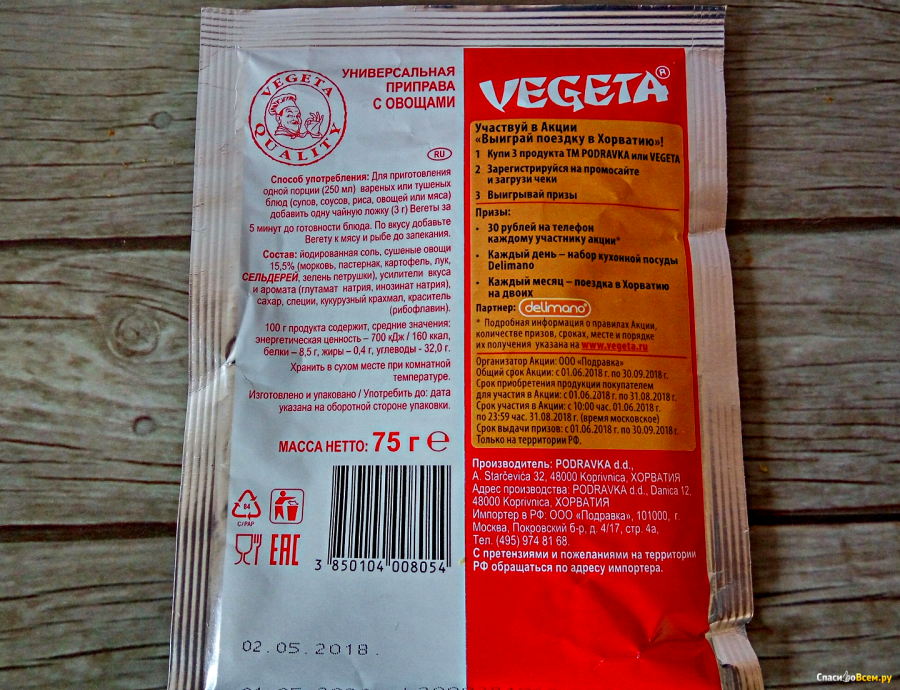 VEGETA
QUALITY
УНИВЕРСАЛЬНАЯ
ПРИПРАВА
С ОВОЩАМИ
RU
Способ употребления: Для приготовления
одной порции (250 мл) вареных или тушеных
блюд (супов, соусов, риса, овощей или мяса)
добавить одну чайную ложку (3 г) Вегеты за
5 минут до готовности блюда. По вкусу добавьте
Вегету к мясу и рыбе до запекания.
Состав: йодированная соль, сушеные овощи
15,5% (морковь, пастернак, картофель, лук,
СЕЛЬДЕРЕЙ, зелень петрушки), усилители вкуса
и аромата (глутамат натрия, инозинат натрия),
сахар, специи, кукурузный крахмал, краситель
(рибофлавин).
100 г продукта содержит, средние значения:
энергетическая ценность – 700 кДж / 160 ккал,
белки – 8,5 г, жиры – 0,4 г, углеводы - 32,0 г.
Хранить в сухом месте при комнатной
температуре.
Изготовлено и упаковано / Употребить до: дата
указана на оборотной стороне упаковки.
МАССА НЕТТО: 75 г ℮
84
C/PAP
EAC
3 850104 008054
02.05.2018.
VEGETA®
Участвуй в Акции
«Выиграй поездку в Хорватию»!
1 Купи 3 продукта ТМ PODRAVKA или VEGETA
2 Зарегистрируйся на промосайте
и загрузи чеки
3 Выигрывай призы
Призы:
• 30 рублей на телефон
каждому участнику акции*
• Каждый день – набор кухонной посуды
Delimano
• Каждый месяц – поездка в Хорватию
на двоих
Партнер: delimano
* Подробная информация о правилах Акции,
количестве призов, сроках, месте и порядке
их получения указана на www.vegeta.ru
Организатор Акции: ООО «Подравка»
Общий срок Акции: с 01.06.2018 г. по 30.09.2018 г.
Срок приобретения продукции покупателем
для участия в Акции: с 01.06.2018 г. по 31.08.2018 г.
Срок участия в Акции: с 10:00 час. 01.06.2018 г.
по 23:59 час. 31.08.2018 г. (время московское)
Срок выдачи призов: с 01.06.2018 г. по 30.09.2018 г.
Только на территории РФ.
Производитель: PODRAVKA d.d.,
A. Starčevića 32, 48000 Koprivnica, ХОРВАТИЯ
Адрес производства: PODRAVKA d.d., Danica 12,
48000 Koprivnica, ХОРВАТИЯ
Импортер в РФ: ООО «Подравка», 101000, г.
Москва, Покровский б-р, д. 4/17, стр. 4а,
Тел. (495) 974 81 68.
С претензиями и пожеланиями на территории
РФ обращаться по адресу импортера.
СпасибоВсем.ру